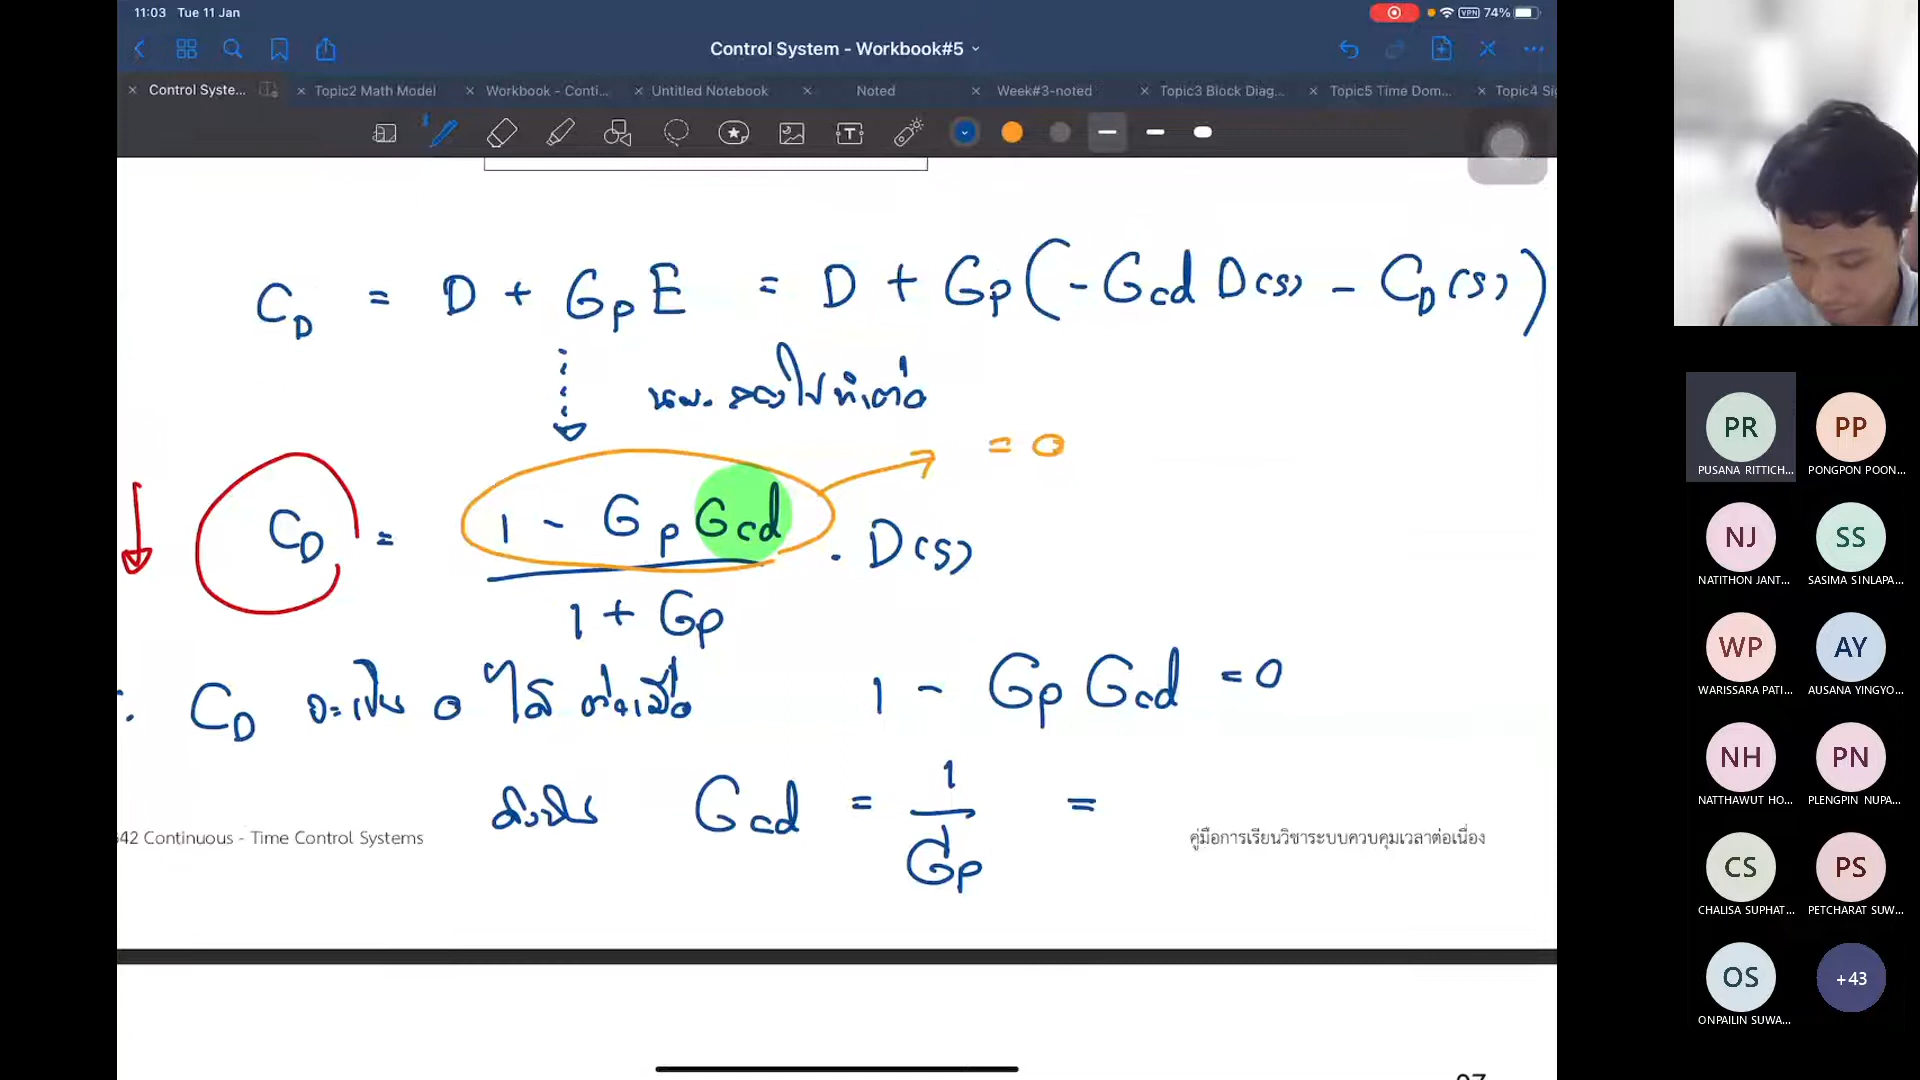 11:03 Tue 11 Jan
VPN 74%
Control System - Workbook#5
Control Syste... Topic2 Math Model Workbook - Conti... Untitled Notebook Noted Week#3-noted Topic3 Block Diag... Topic5 Time Dom... Topic4 Si
C_D = D + G_p E = D + G_p (-G_cd D(s) - C_D(s))
นศ. ลองไปทำต่อ
= 0
C_D = (1 - G_p G_cd) / (1 + G_p) . D(s)
C_D จะเป็น 0 ได้ ต่อเมื่อ 1 - G_p G_cd = 0
ดังนั้น G_cd = 1 / G_p =
42 Continuous - Time Control Systems
คู่มือการเรียนวิชาระบบควบคุมเวลาต่อเนื่อง
PR PP
PUSANA RITTICH... PONGPON POON...
NJ SS
NATITHON JANT... SASIMA SINLAPA...
WP AY
WARISSARA PATI... AUSANA YINGYO...
NH PN
NATTHAWUT HO... PLENGPIN NUPA...
CS PS
CHALISA SUPHAT... PETCHARAT SUW...
OS +43
ONPAILIN SUWA...